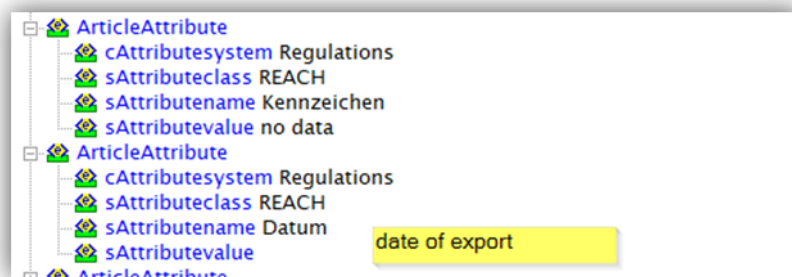 ArticleAttribute
cAttributesystem Regulations
sAttributeclass REACH
sAttributename Kennzeichen
sAttributevalue no data
ArticleAttribute
cAttributesystem Regulations
sAttributeclass REACH
sAttributename Datum
sAttributevalue
date of export
ArticleAttribute